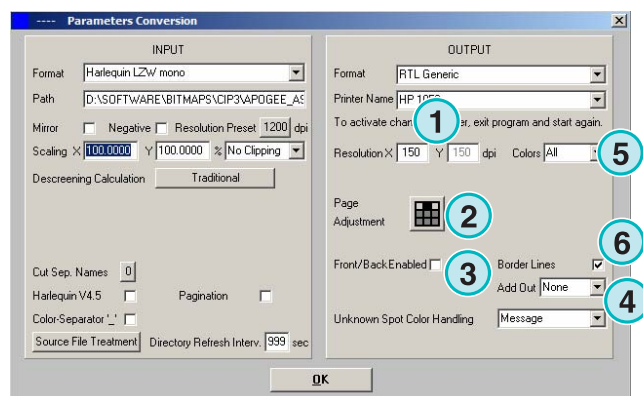 ---- Parameters Conversion
INPUT
Format Harlequin LZW mono
Path D:\SOFTWARE\BITMAPS\CIP3\APOGEE_AS
Mirror Negative Resolution Preset 1200 dpi
Scaling X 100.0000 Y 100.0000 % No Clipping
Descreening Calculation Traditional
Cut Sep. Names 0
Harlequin V4.5 Pagination
Color-Separator '_'
Source File Treatment Directory Refresh Interv. 999 sec
OUTPUT
Format RTL Generic
Printer Name HP
1
To activate er, exit program and start again.
Resolution X 150 Y 150 dpi Colors All
5
Page
Adjustment
2
6
Front/Back Enabled
3
Border Lines
Add Out None
4
Unknown Spot Color Handling Message
OK